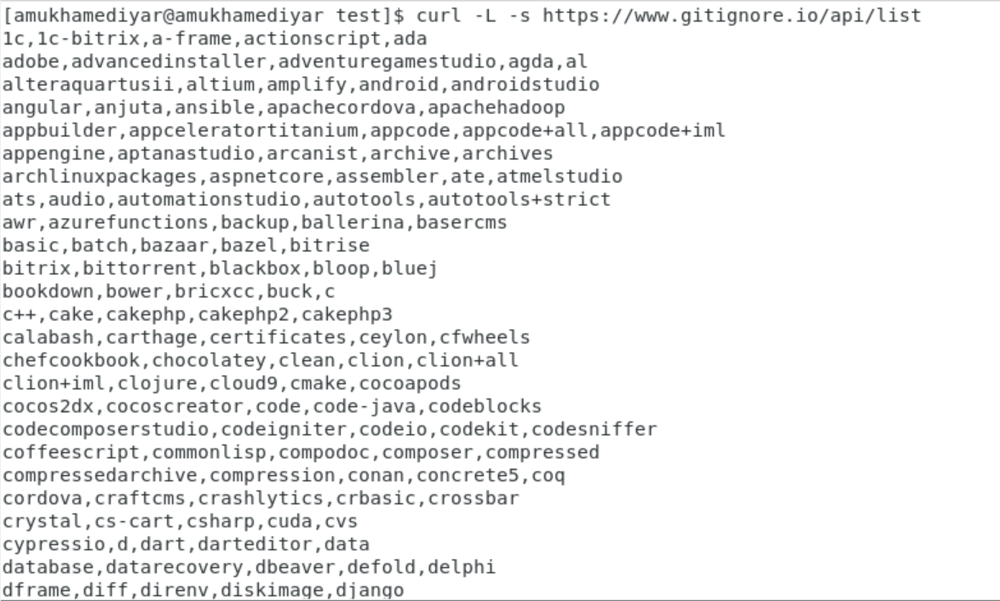 [amukhamediyar@amukhamediyar test]$ curl -L -s https://www.gitignore.io/api/list
1c,1c-bitrix,a-frame,actionscript,ada
adobe,advancedinstaller,adventuregamestudio,agda,al
alteraquartusii,altium,amplify,android,androidstudio
angular,anjuta,ansible,apachecordova,apachehadoop
appbuilder,appceleratortitanium,appcode,appcode+all,appcode+iml
appengine,aptanastudio,arcanist,archive,archives
archlinuxpackages,aspnetcore,assembler,ate,atmelstudio
ats,audio,automationstudio,autotools,autotools+strict
awr,azurefunctions,backup,ballerina,basercms
basic,batch,bazaar,bazel,bitrise
bitrix,bittorrent,blackbox,bloop,bluej
bookdown,bower,bricxcc,buck,c
c++,cake,cakephp,cakephp2,cakephp3
calabash,carthage,certificates,ceylon,cfwheels
chefcookbook,chocolatey,clean,clion,clion+all
clion+iml,clojure,cloud9,cmake,cocoapods
cocos2dx,cocoscreator,code,code-java,codeblocks
codecomposerstudio,codeigniter,codeio,codekit,codesniffer
coffeescript,commonlisp,compodoc,composer,compressed
compressedarchive,compression,conan,concrete5,coq
cordova,craftcms,crashlytics,crbasic,crossbar
crystal,cs-cart,csharp,cuda,cvs
cypressio,d,dart,darteditor,data
database,datarecovery,dbeaver,defold,delphi
dframe,diff,direnv,diskimage,django